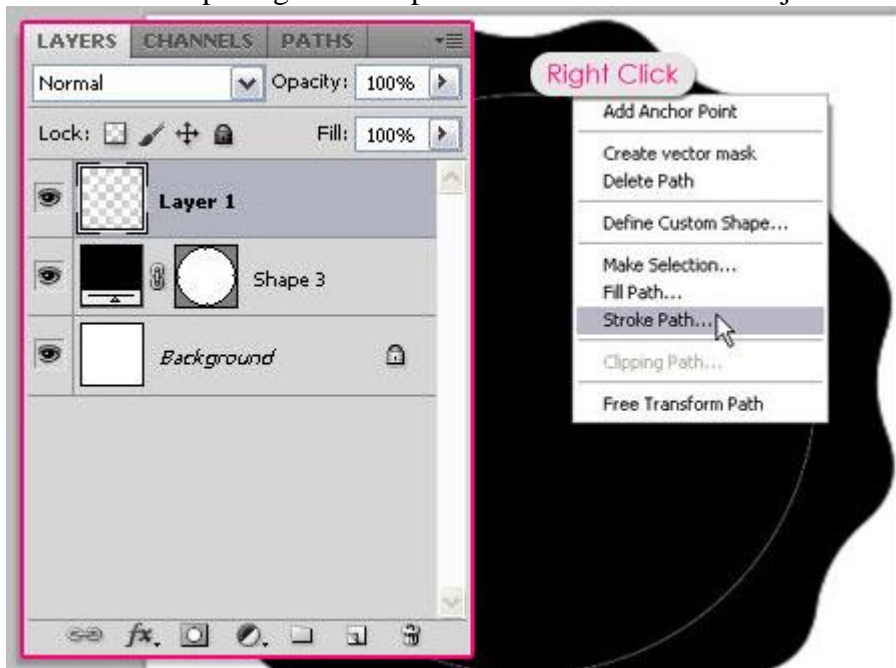 LAYERS CHANNELS PATHS
Normal Opacity: 100%
Lock: Fill: 100%
Layer 1
Shape 3
Background
Right Click
Add Anchor Point
Create vector mask
Delete Path
Define Custom Shape...
Make Selection...
Fill Path...
Stroke Path...
Clipping Path...
Free Transform Path
fx.